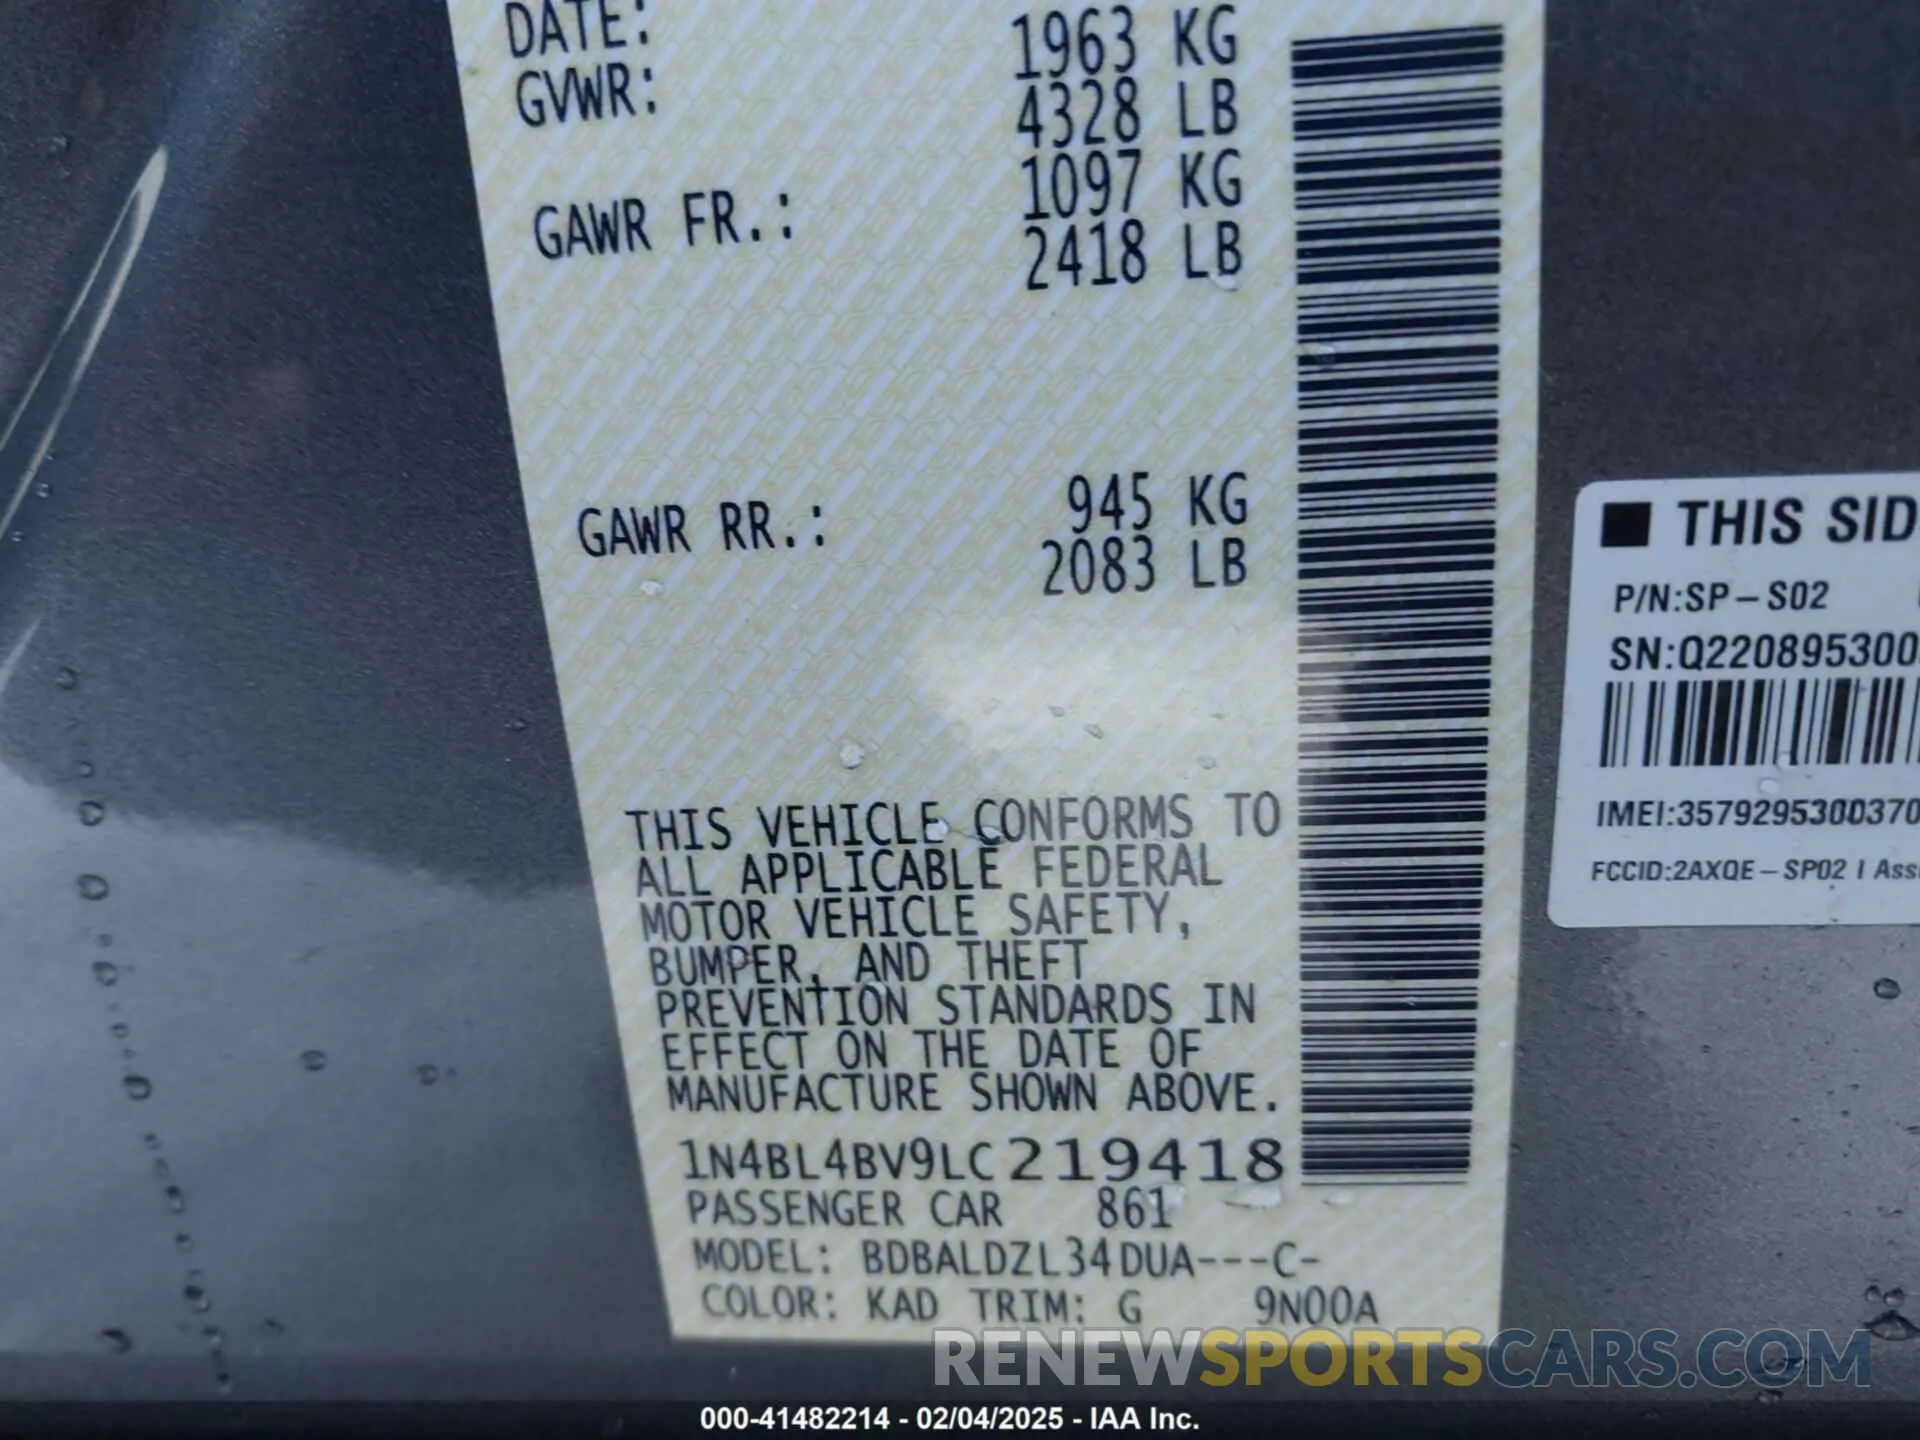 DATE:
GVWR: 1963 KG
4328 LB
GAWR FR.: 1097 KG
2418 LB
GAWR RR.: 945 KG
2083 LB
THIS VEHICLE CONFORMS TO
ALL APPLICABLE FEDERAL
MOTOR VEHICLE SAFETY,
BUMPER, AND THEFT
PREVENTION STANDARDS IN
EFFECT ON THE DATE OF
MANUFACTURE SHOWN ABOVE.
1N4BL4BV9LC219418
PASSENGER CAR 861
MODEL: BDBALDZL34DUA---C-
COLOR: KAD TRIM: G 9N00A
THIS SID
P/N:SP-S02
SN:Q220895300
IMEI:3579295300370
FCCID:2AXQE-SP02 I Ass
RENEWSPORTSCARS.COM
000-41482214 - 02/04/2025 - IAA Inc.